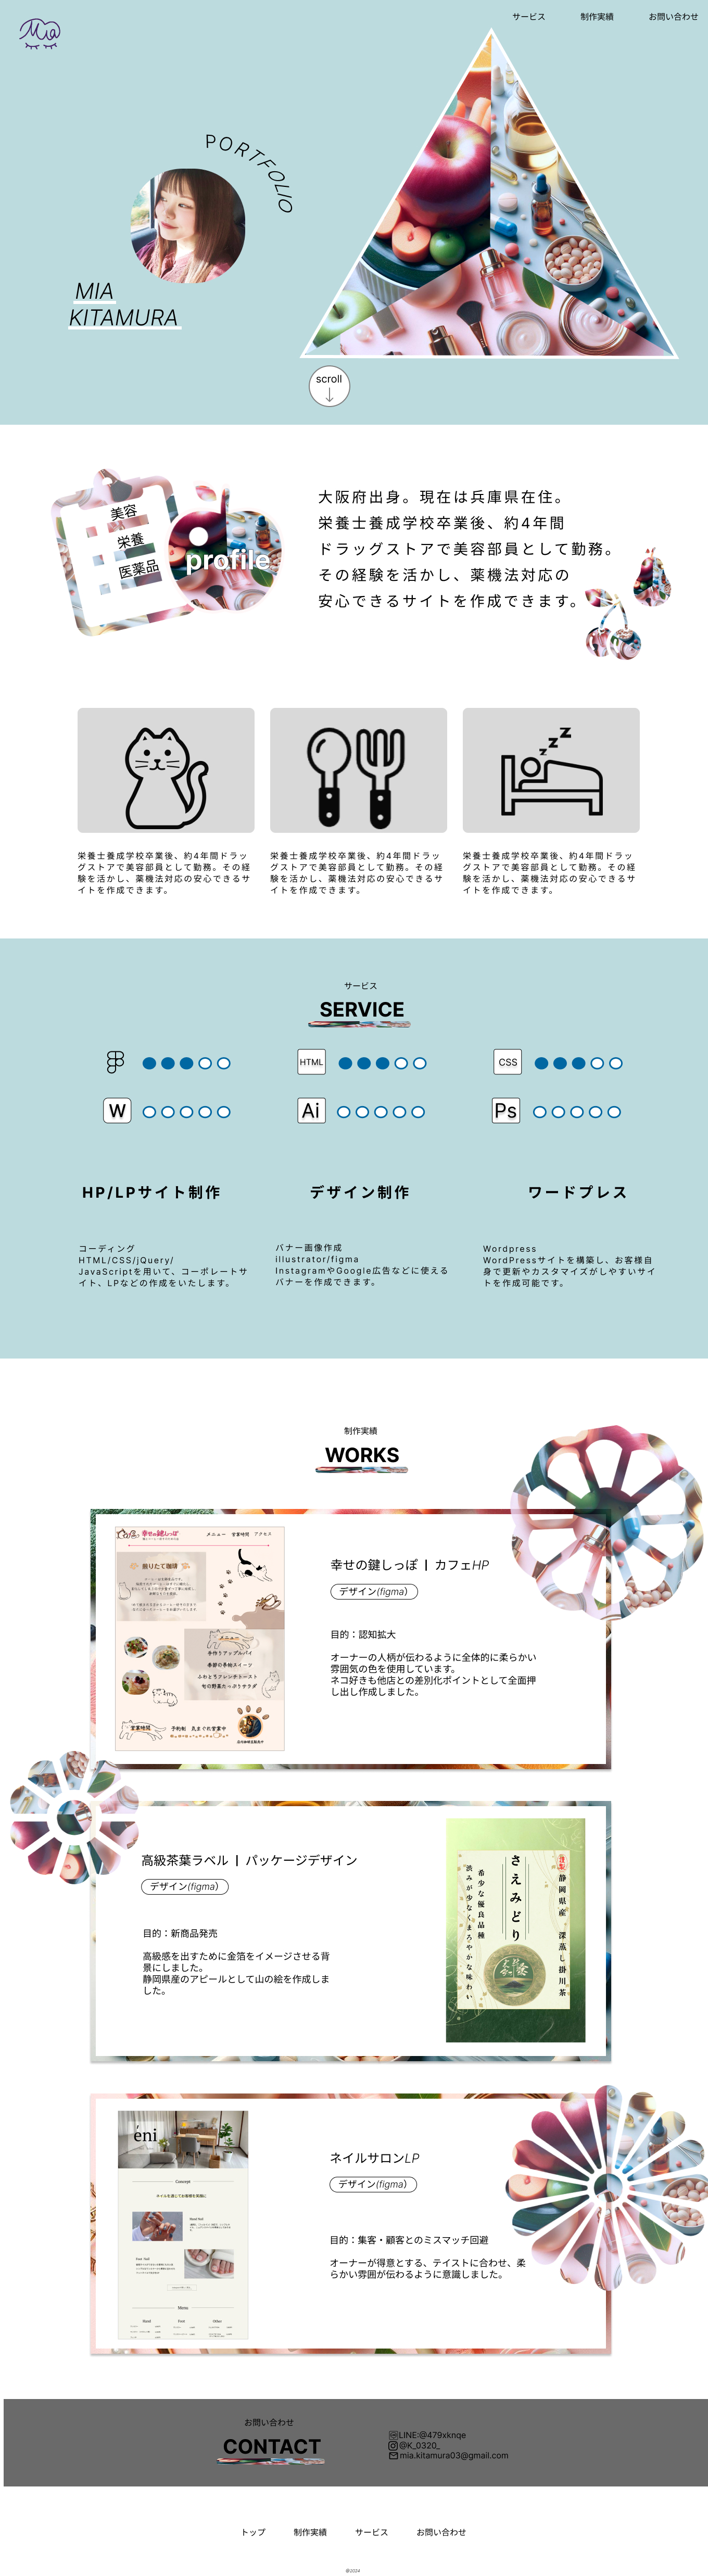 Mia
サービス 制作実績 お問い合わせ
PORTFOLIO
MIA
KITAMURA
scroll
美容
栄養
医薬品
profile
大阪府出身。現在は兵庫県在住。
栄養士養成学校卒業後、約4年間
ドラッグストアで美容部員として勤務。
その経験を活かし、薬機法対応の
安心できるサイトを作成できます。
z z z
栄養士養成学校卒業後、約4年間ドラッ
グストアで美容部員として勤務。その経
験を活かし、薬機法対応の安心できるサ
イトを作成できます。
栄養士養成学校卒業後、約4年間ドラッ
グストアで美容部員として勤務。その経
験を活かし、薬機法対応の安心できるサ
イトを作成できます。
栄養士養成学校卒業後、約4年間ドラッ
グストアで美容部員として勤務。その経
験を活かし、薬機法対応の安心できるサ
イトを作成できます。
サービス
SERVICE
HTML
CSS
W
Ai
Ps
HP/LPサイト制作
デザイン制作
ワードプレス
コーディング
HTML/CSS/jQuery/
JavaScriptを用いて、コーポレートサ
イト、LPなどの作成をいたします。
バナー画像作成
illustrator/figma
InstagramやGoogle広告などに使える
バナーを作成できます。
Wordpress
WordPressサイトを構築し、お客様自
身で更新やカスタマイズがしやすいサイ
トを作成可能です。
制作実績
WORKS
幸せの鍵しっぽ
メニュー 営業時間 アクセス
煎りたて珈琲
メニュー
手作りアップルパイ
季節の季純スイーツ
ふわとろフレンチトースト
旬の野菜たっぷりサラダ
営業時間
予約制 気まぐれ営業中
幸せの鍵しっぽ | カフェHP
デザイン(figma)
目的：認知拡大
オーナーの人柄が伝わるように全体的に柔らかい
雰囲気の色を使用しています。
ネコ好きも他店との差別化ポイントとして全面押
し出し作成しました。
高級茶葉ラベル | パッケージデザイン
デザイン(figma)
目的：新商品発売
高級感を出すために金箔をイメージさせる背
景にしました。
静岡県産のアピールとして山の絵を作成しま
した。
静岡県産 深蒸し掛川茶
さえみどり
希少な優良品種
渋みが少なくまろやかな味わい
éni
Concept
ネイルを通じてお客様を笑顔に
Hand Nail
Foot Nail
Menu
Hand Foot Other
ネイルサロンLP
デザイン(figma)
目的：集客・顧客とのミスマッチ回避
オーナーが得意とする、テイストに合わせ、柔
らかい雰囲が伝わるように意識しました。
お問い合わせ
CONTACT
LINE:@479xknqe
@K_0320_
mia.kitamura03@gmail.com
トップ 制作実績 サービス お問い合わせ
©2024